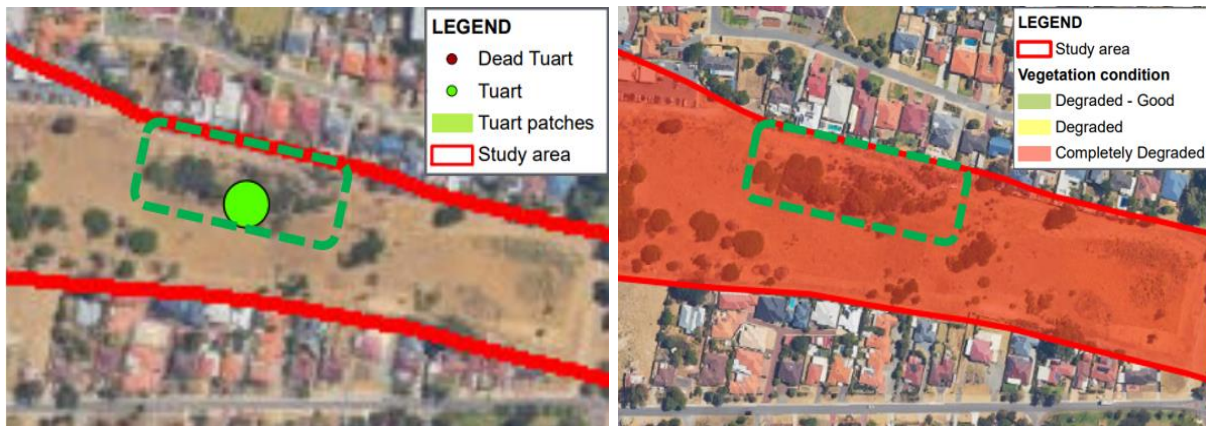 LEGEND
Dead Tuart
Tuart
Tuart patches
Study area
LEGEND
Study area
Vegetation condition
Degraded - Good
Degraded
Completely Degraded